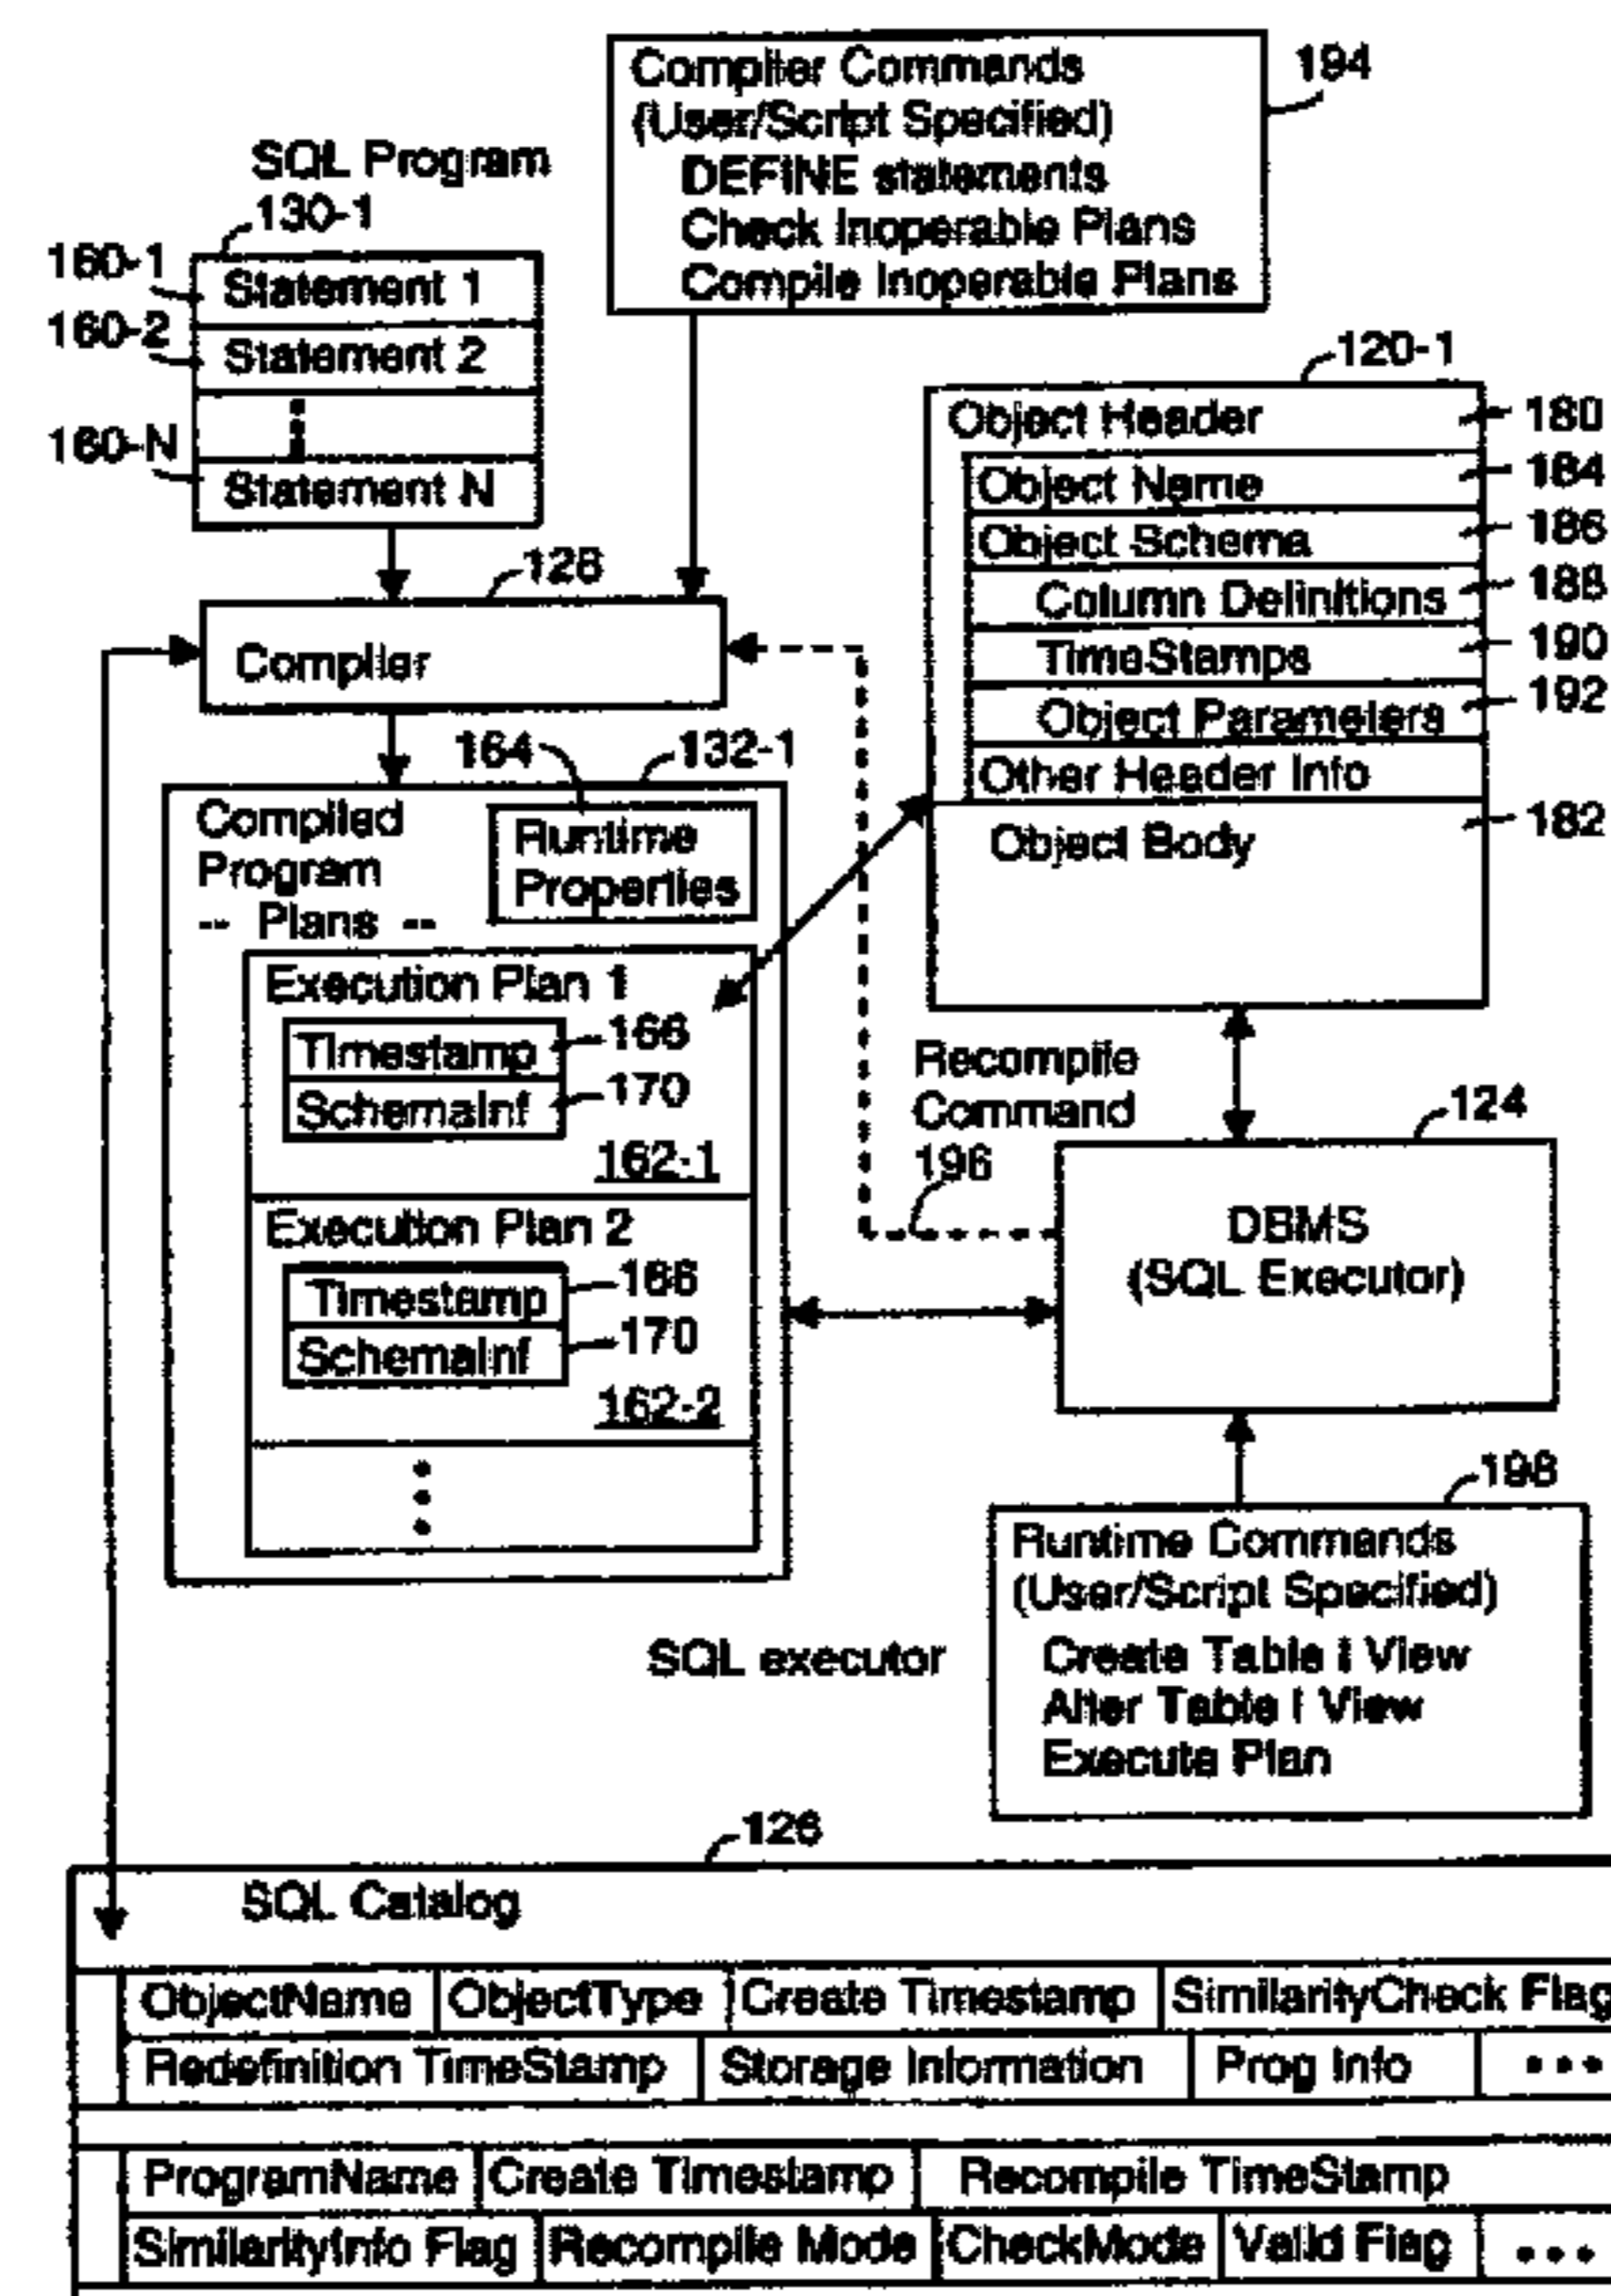 Compiler Commands
(User/Script Specified)
DEFINE statements
Check Inoperable Plans
Compile Inoperable Plans
194
SQL Program
130-1
160-1
Statement 1
160-2
Statement 2
160-N
Statement N
128
Compiler
120-1
Object Header
180
Object Name
184
Object Schema
186
Column Definitions
188
TimeStamps
190
Object Parameters
192
Other Header Info
Object Body
182
164
132-1
Compiled
Program
-- Plans --
Runtime
Properties
Execution Plan 1
Timestamp
166
SchemaInf
170
162-1
Execution Plan 2
Timestamp
166
SchemaInf
170
162-2
Recompile
Command
196
124
DBMS
(SQL Executor)
198
Runtime Commands
(User/Script Specified)
Create Table | View
Alter Table | View
Execute Plan
SQL executor
126
SQL Catalog
ObjectName ObjectType Create Timestamp SimilarityCheck Flag
Redefinition TimeStamp Storage Information Prog Info •••
ProgramName Create Timestamp Recompile TimeStamp
SimilarityInfo Flag Recompile Mode CheckMode Valid Flag •••